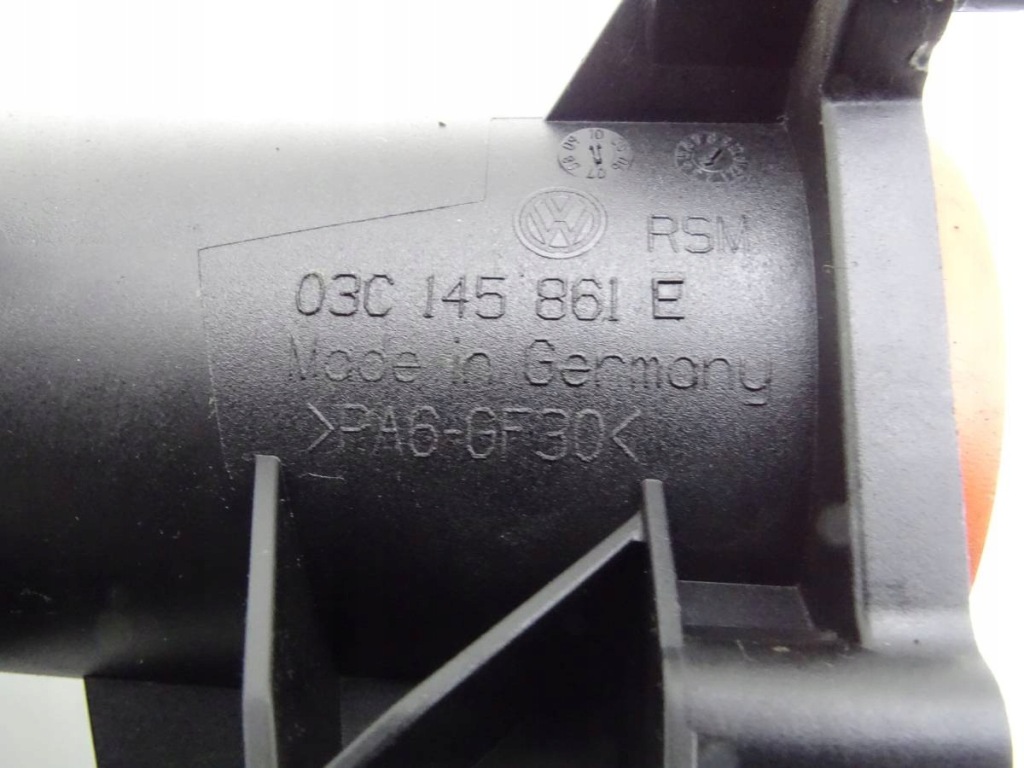 RSM
03C 145 861 E
Made in Germany
>PA6-GF30<